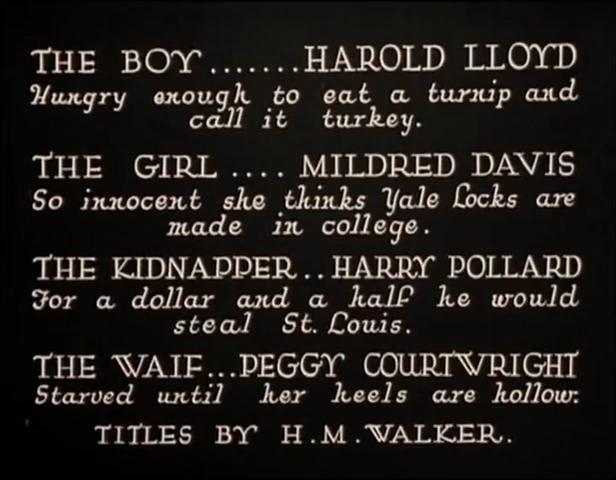 THE BOY.......HAROLD LLOYD
Hungry enough to eat a turnip and
call it turkey.
THE GIRL .... MILDRED DAVIS
So innocent she thinks Yale Locks are
made in college.
THE KIDNAPPER..HARRY POLLARD
For a dollar and a half he would
steal St. Louis.
THE WAIF...PEGGY COURTWRIGHT
Starved until her heels are hollow.
TITLES BY H.M.WALKER.